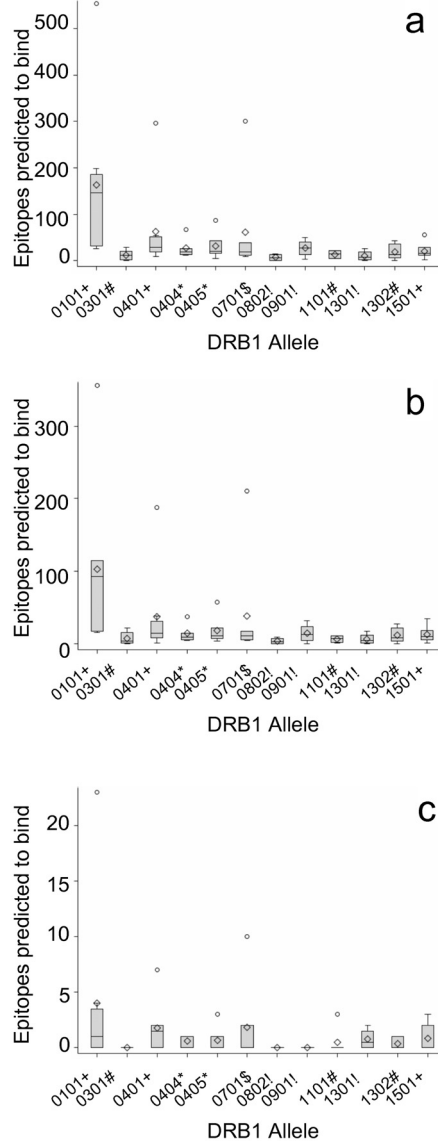 a
Epitopes predicted to bind
500
400
300
200
100
0
0101+ 0301# 0401+ 0404* 0405* 0701$ 0802! 0901! 1101# 1301! 1302# 1501+
DRB1 Allele
b
Epitopes predicted to bind
300
200
100
0
0101+ 0301# 0401+ 0404* 0405* 0701$ 0802! 0901! 1101# 1301! 1302# 1501+
DRB1 Allele
c
Epitopes predicted to bind
20
15
10
5
0
0101+ 0301# 0401+ 0404* 0405* 0701$ 0802! 0901! 1101# 1301! 1302# 1501+
DRB1 Allele